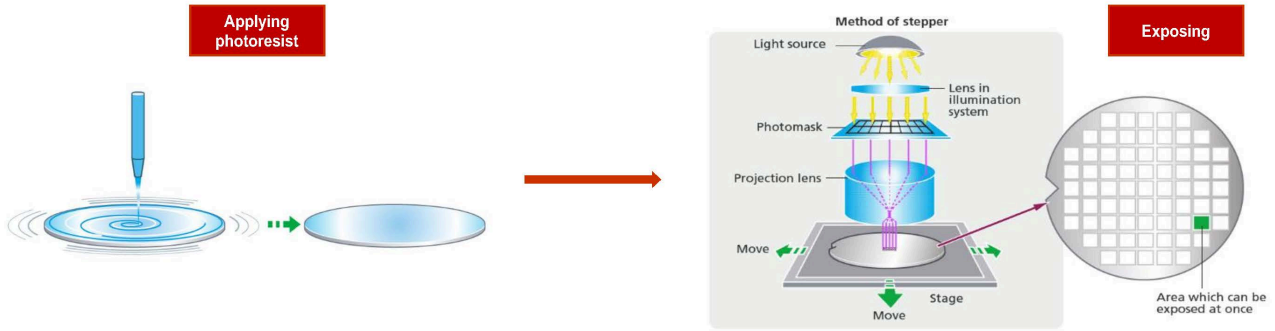 Applying
photoresist
Method of stepper
Light source
Lens in
illumination
system
Photomask
Projection lens
Move
Stage
Move
Exposing
Area which can be
exposed at once